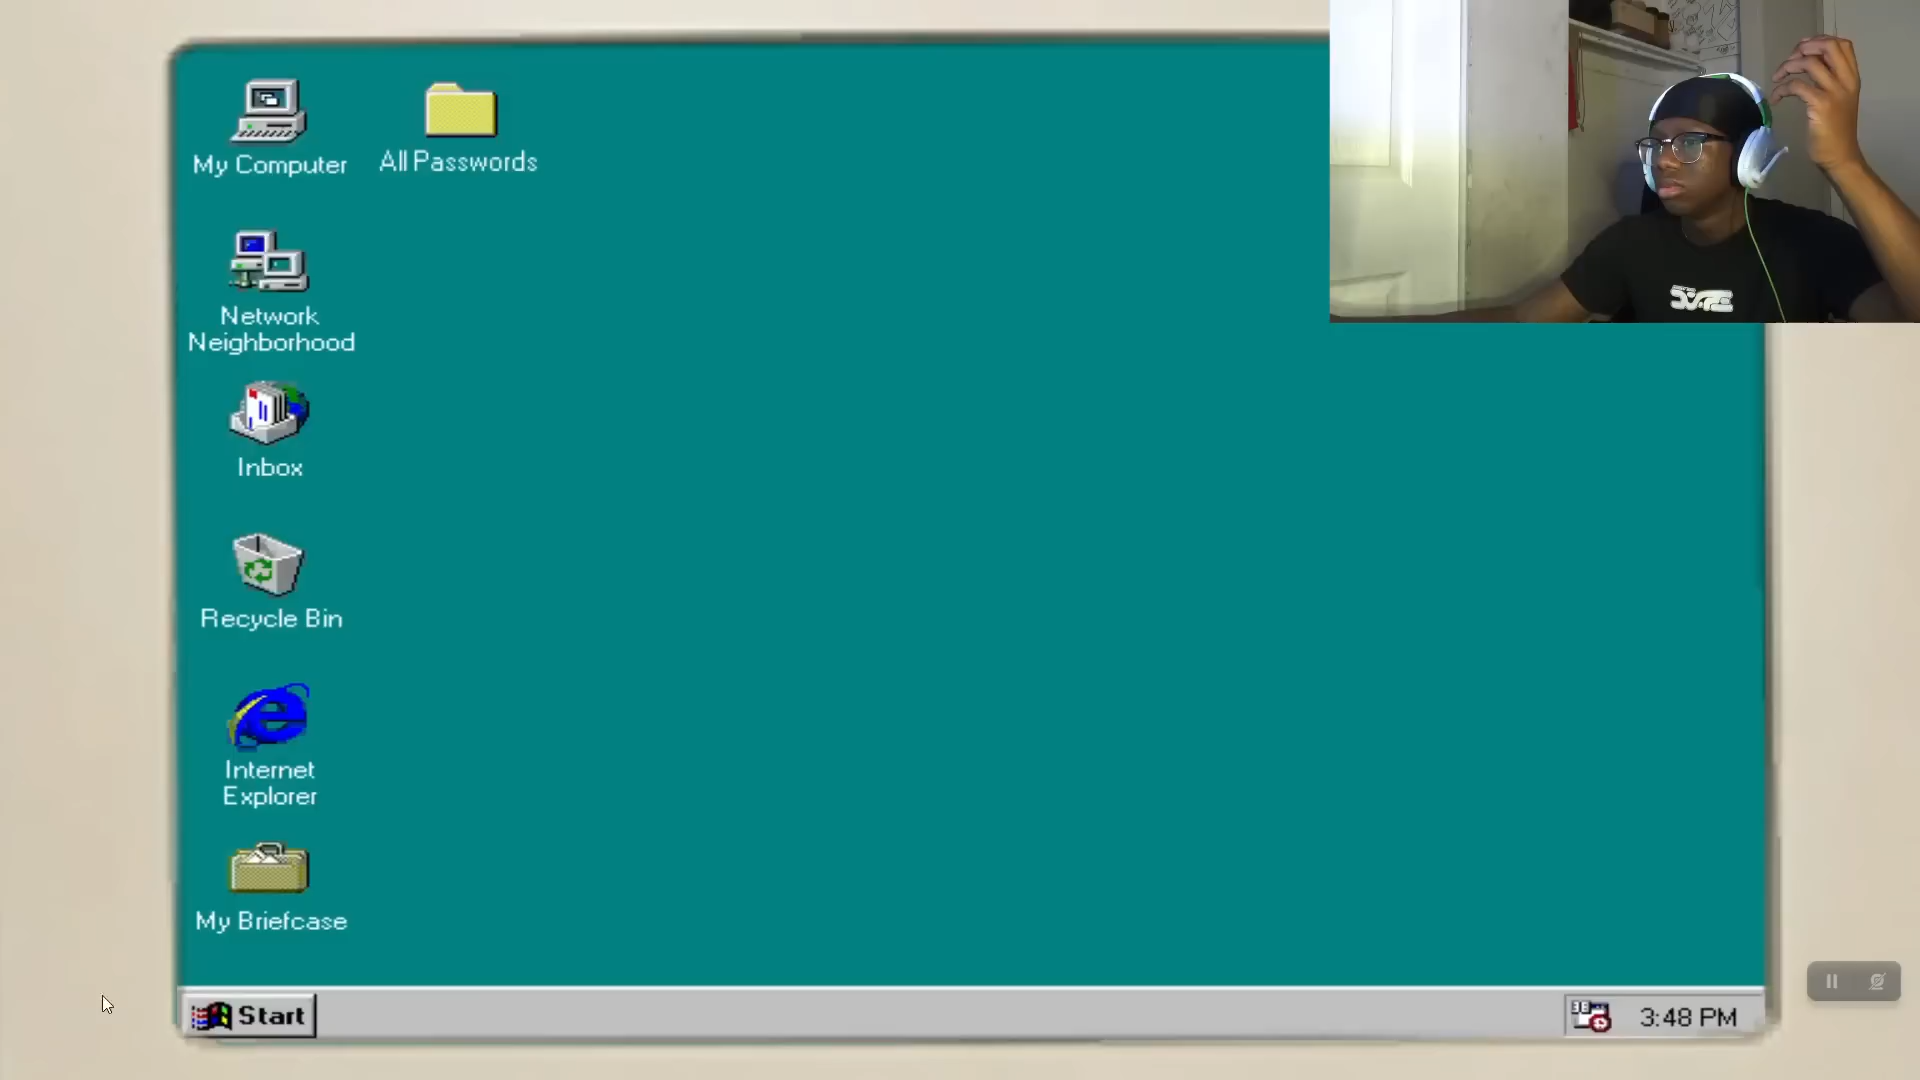 My Computer
All Passwords
Network
Neighborhood
Inbox
Recycle Bin
Internet
Explorer
My Briefcase
Start
3:48 PM